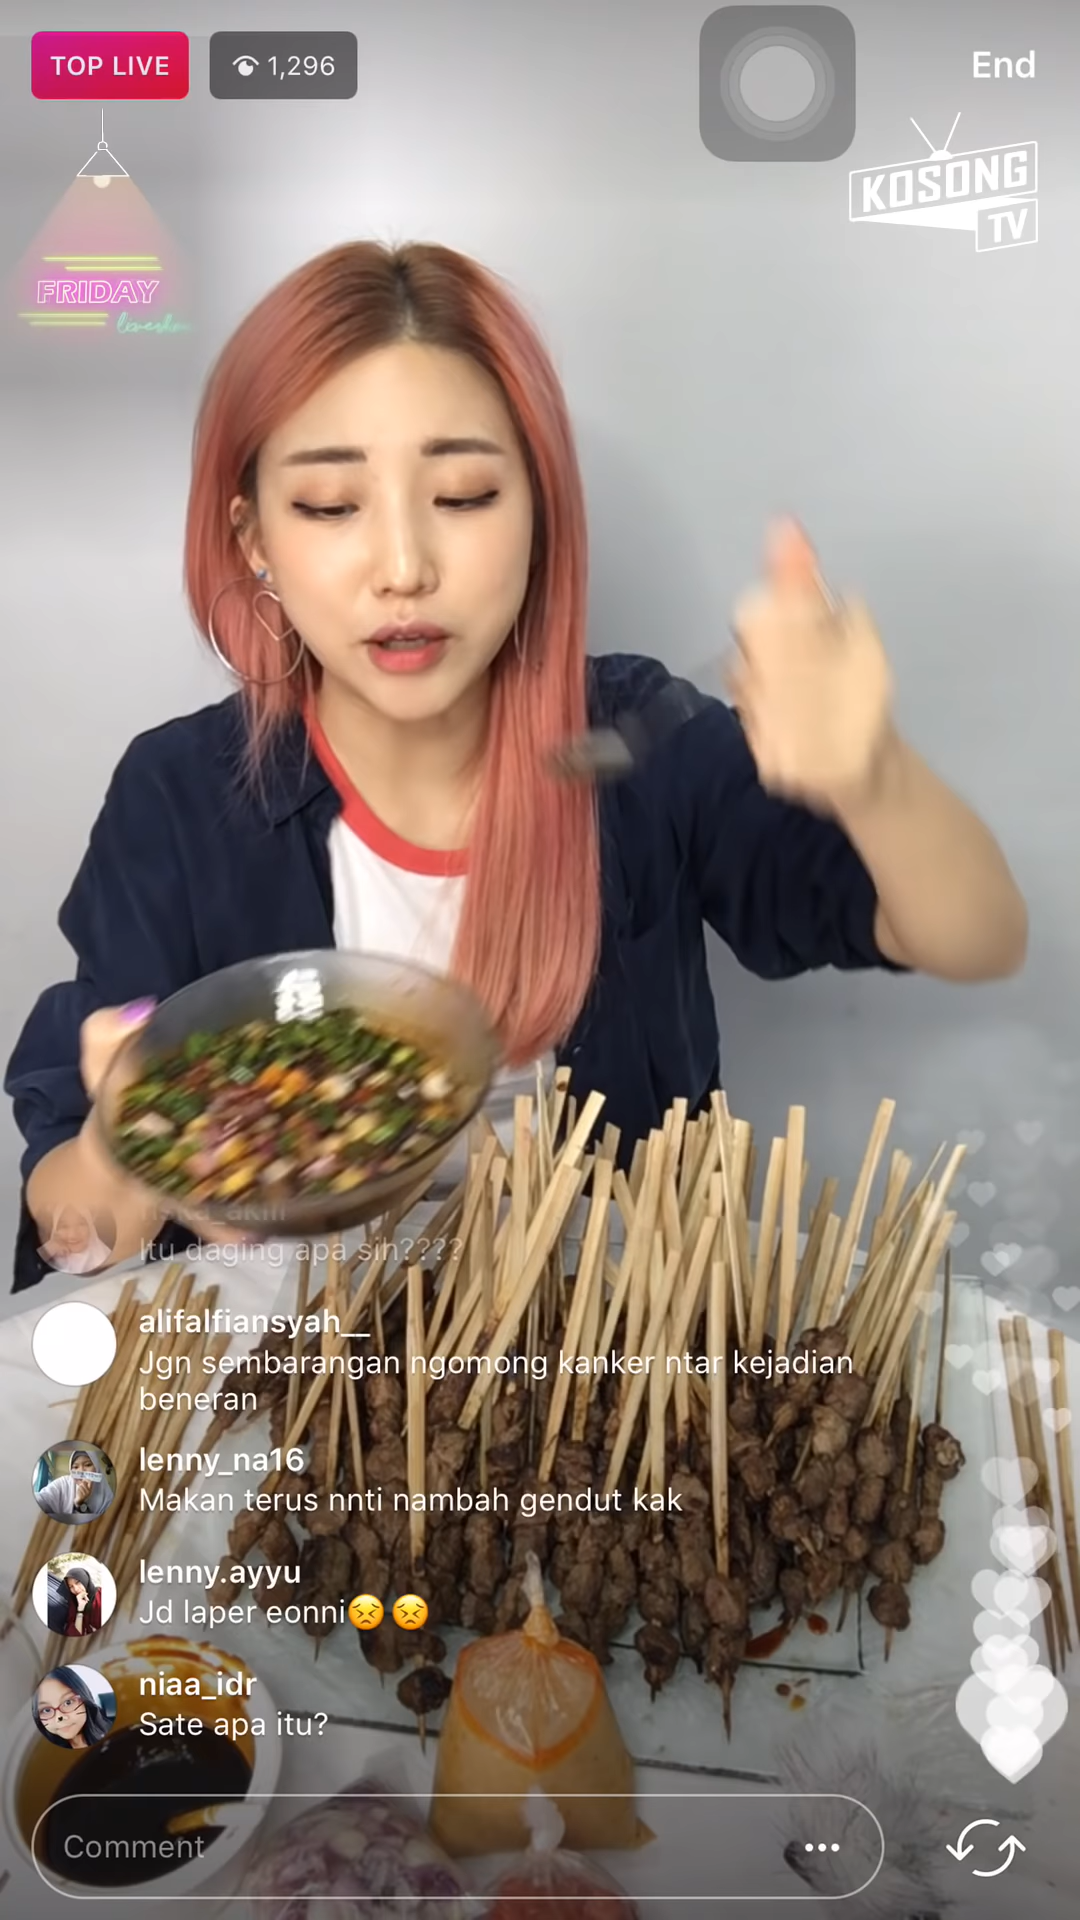 TOP LIVE
1,296
End
KOSONG
TV
FRIDAY
liveshow
Itu daging apa sih????
alifalfiansyah__
Jgn sembarangan ngomong kanker ntar kejadian
beneran
lenny_na16
Makan terus nnti nambah gendut kak
lenny.ayyu
Jd laper eonni😣😣
niaa_idr
Sate apa itu?
Comment